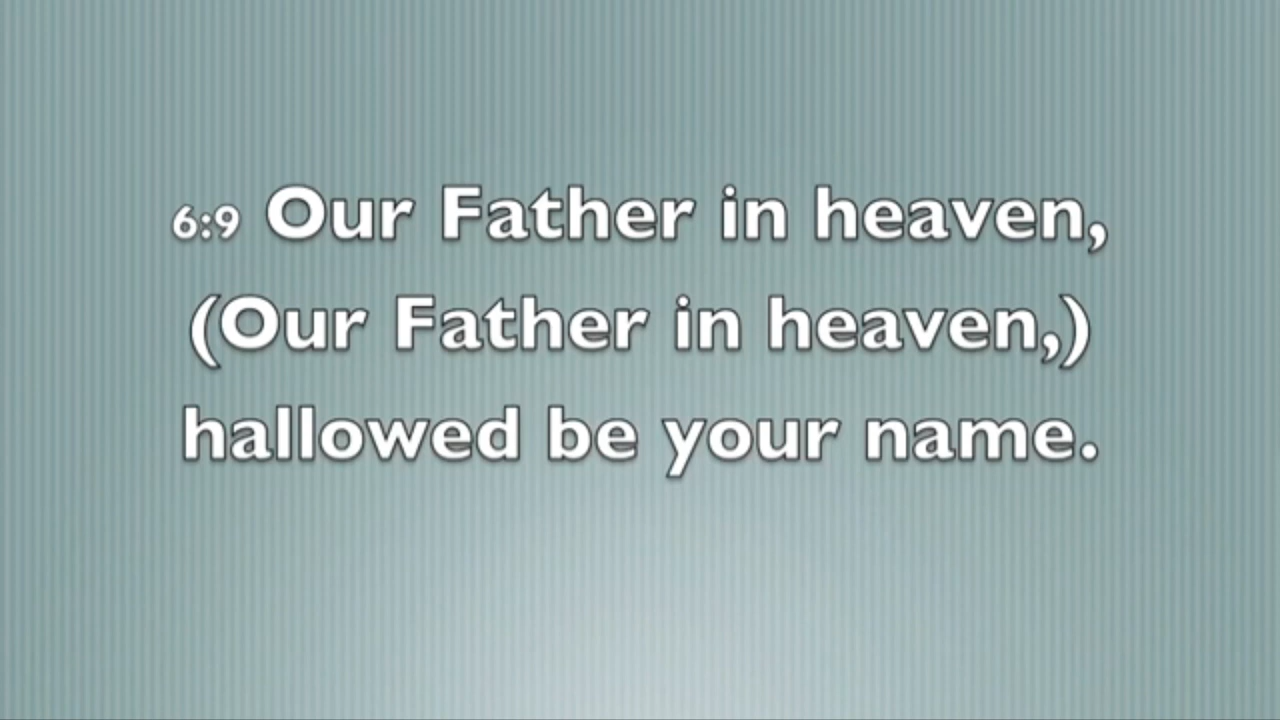 6:9 Our Father in heaven,
(Our Father in heaven,)
hallowed be your name.